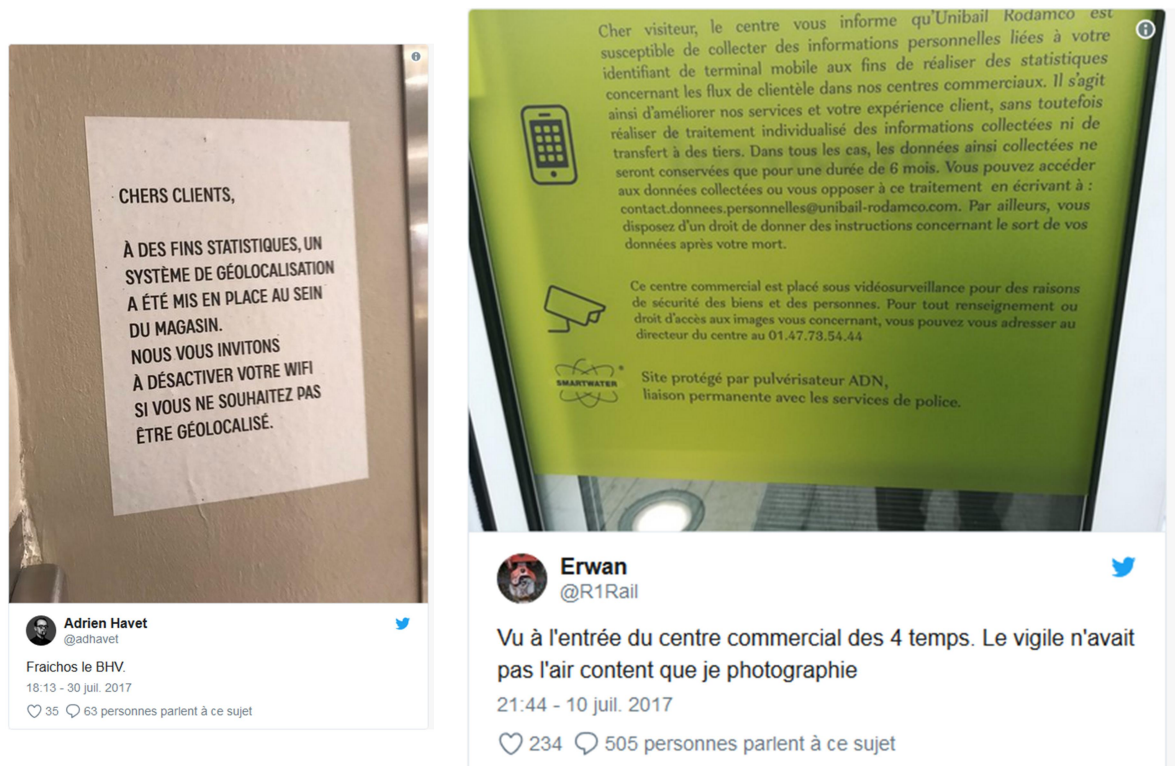 CHERS CLIENTS,
À DES FINS STATISTIQUES, UN
SYSTÈME DE GÉOLOCALISATION
A ÉTÉ MIS EN PLACE AU SEIN
DU MAGASIN.
NOUS VOUS INVITONS
À DÉSACTIVER VOTRE WIFI
SI VOUS NE SOUHAITEZ PAS
ÊTRE GÉOLOCALISÉ.
Adrien Havet
@adhavet
Fraichos le BHV.
18:13 - 30 juil. 2017
35 63 personnes parlent à ce sujet
Cher visiteur, le centre vous informe qu'Unibail Rodamco est
susceptible de collecter des informations personnelles liées à votre
identifiant de terminal mobile aux fins de réaliser des statistiques
concernant les flux de clientèle dans nos centres commerciaux. Il s'agit
ainsi d'améliorer nos services et votre expérience client, sans toutefois
réaliser de traitement individualisé des informations collectées ni de
transfert à des tiers. Dans tous les cas, les données ainsi collectées ne
seront conservées que pour une durée de 6 mois. Vous pouvez accéder
aux données collectées ou vous opposer à ce traitement en écrivant à :
contact.donnees.personnelles@unibail-rodamco.com. Par ailleurs, vous
disposez d'un droit de donner des instructions concernant le sort de vos
données après votre mort.
Ce centre commercial est placé sous vidéosurveillance pour des raisons
de sécurité des biens et des personnes. Pour tout renseignement ou
droit d'accès aux images vous concernant, vous pouvez vous adresser au
directeur du centre au 01.47.73.54.44
SMARTWATER
Site protégé par pulvérisateur ADN,
liaison permanente avec les services de police.
Erwan
@R1Rail
Vu à l'entrée du centre commercial des 4 temps. Le vigile n'avait
pas l'air content que je photographie
21:44 - 10 juil. 2017
234 505 personnes parlent à ce sujet